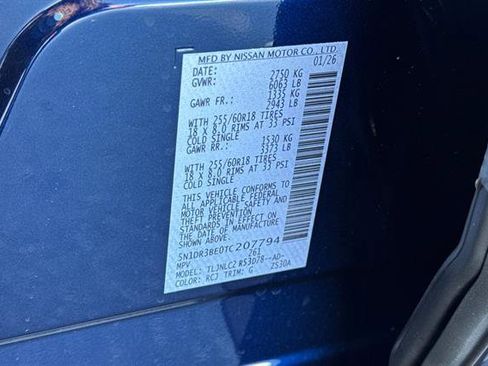 MFD BY NISSAN MOTOR CO., LTD.
DATE: 01/26
GVWR: 2750 KG
6063 LB
GAWR FR.: 1335 KG
2943 LB
WITH 255/60R18 TIRES
18 X 8.0 RIMS AT 33 PSI
COLD SINGLE
GAWR RR.: 1530 KG
3373 LB
WITH 255/60R18 TIRES
18 X 8.0 RIMS AT 33 PSI
COLD SINGLE
THIS VEHICLE CONFORMS TO
ALL APPLICABLE FEDERAL
MOTOR VEHICLE SAFETY AND
THEFT PREVENTION
STANDARDS IN EFFECT ON
THE DATE OF MANUFACTURE
SHOWN ABOVE.
5N1DR3BE0TC207794
MPV 261
MODEL: TLJNLC2 R53D78--AD-
COLOR: KCJ TRIM: G ZS30A